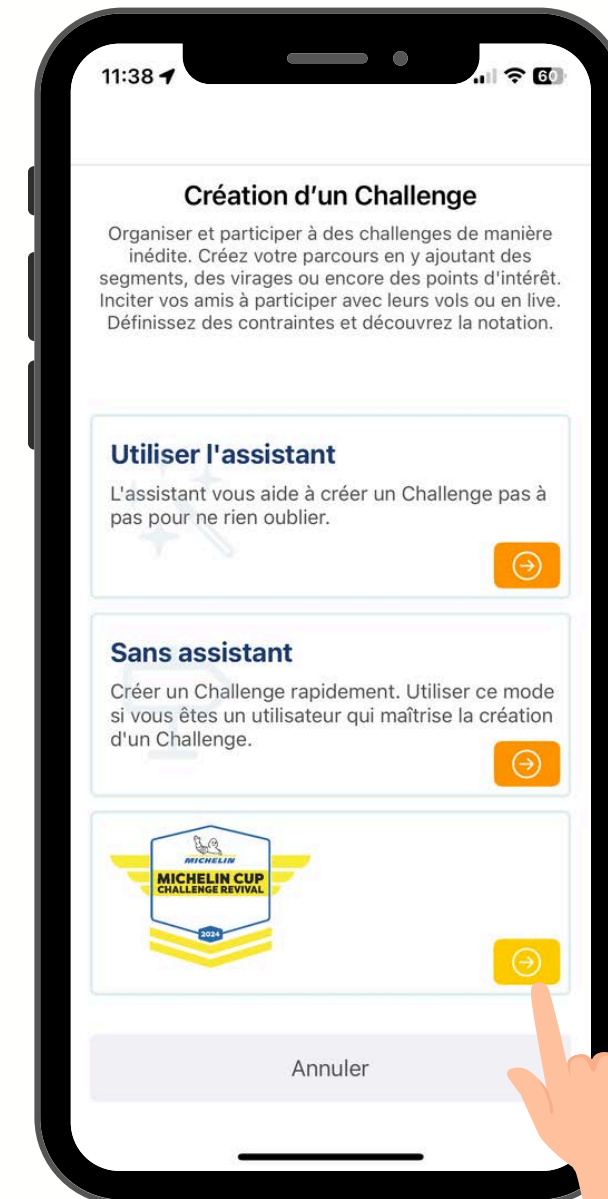 11:38
60
Création d’un Challenge
Organiser et participer à des challenges de manière
inédite. Créez votre parcours en y ajoutant des
segments, des virages ou encore des points d'intérêt.
Inciter vos amis à participer avec leurs vols ou en live.
Définissez des contraintes et découvrez la notation.
Utiliser l'assistant
L'assistant vous aide à créer un Challenge pas à
pas pour ne rien oublier.
Sans assistant
Créer un Challenge rapidement. Utiliser ce mode
si vous êtes un utilisateur qui maîtrise la création
d'un Challenge.
MICHELIN
MICHELIN CUP
CHALLENGE REVIVAL
2024
Annuler